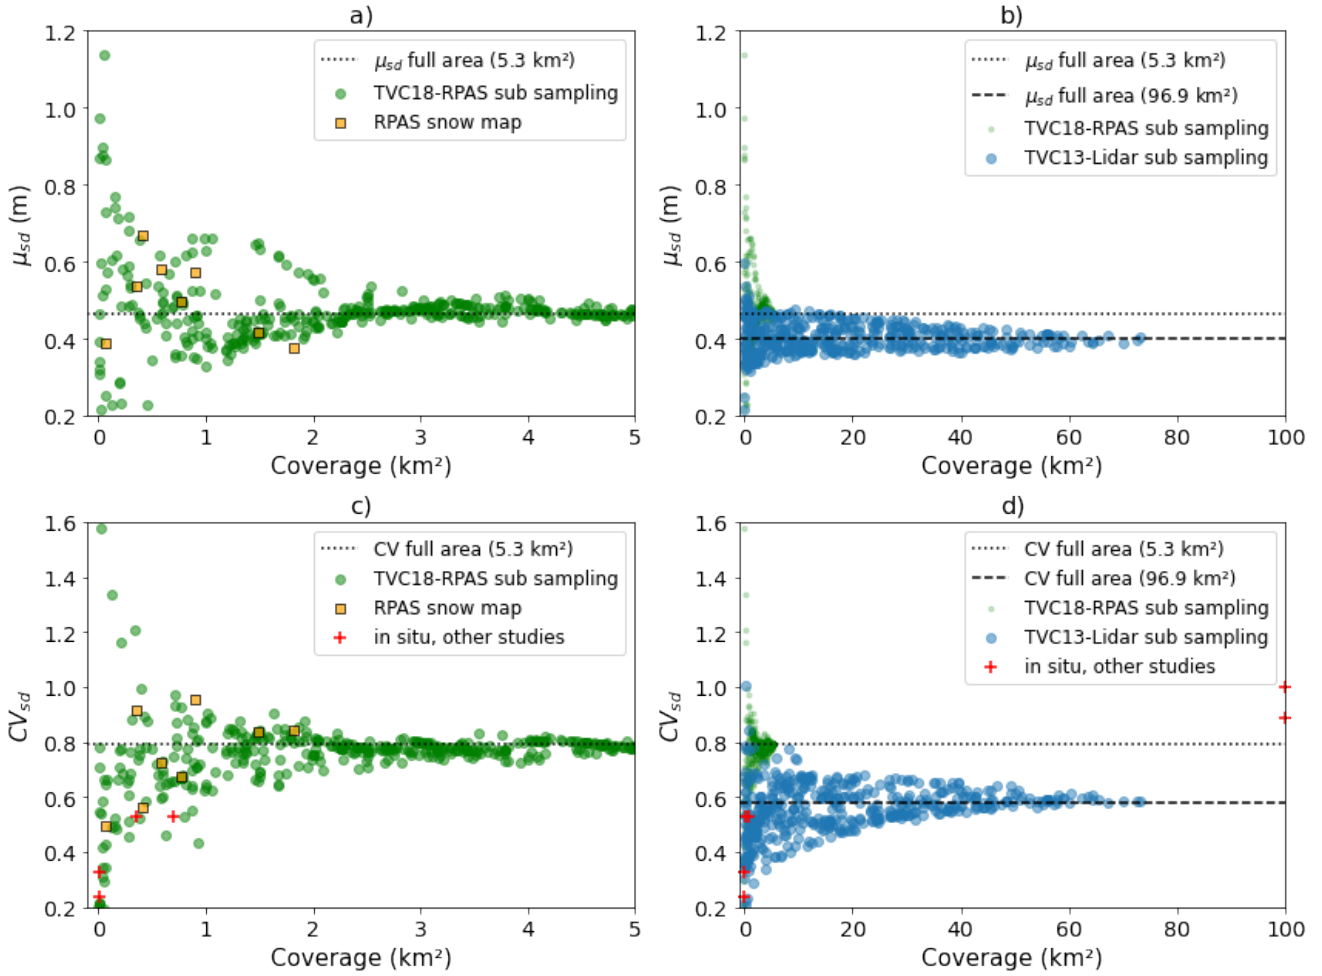 a)
1.2
1.0
0.8
0.6
0.4
0.2
μsd (m)
μsd full area (5.3 km²)
TVC18-RPAS sub sampling
RPAS snow map
0 1 2 3 4 5
Coverage (km²)
b)
1.2
1.0
0.8
0.6
0.4
0.2
μsd (m)
μsd full area (5.3 km²)
μsd full area (96.9 km²)
TVC18-RPAS sub sampling
TVC13-Lidar sub sampling
0 20 40 60 80 100
Coverage (km²)
c)
1.6
1.4
1.2
1.0
0.8
0.6
0.4
0.2
CVsd
CV full area (5.3 km²)
TVC18-RPAS sub sampling
RPAS snow map
in situ, other studies
0 1 2 3 4 5
Coverage (km²)
d)
1.6
1.4
1.2
1.0
0.8
0.6
0.4
0.2
CVsd
CV full area (5.3 km²)
CV full area (96.9 km²)
TVC18-RPAS sub sampling
TVC13-Lidar sub sampling
in situ, other studies
0 20 40 60 80 100
Coverage (km²)